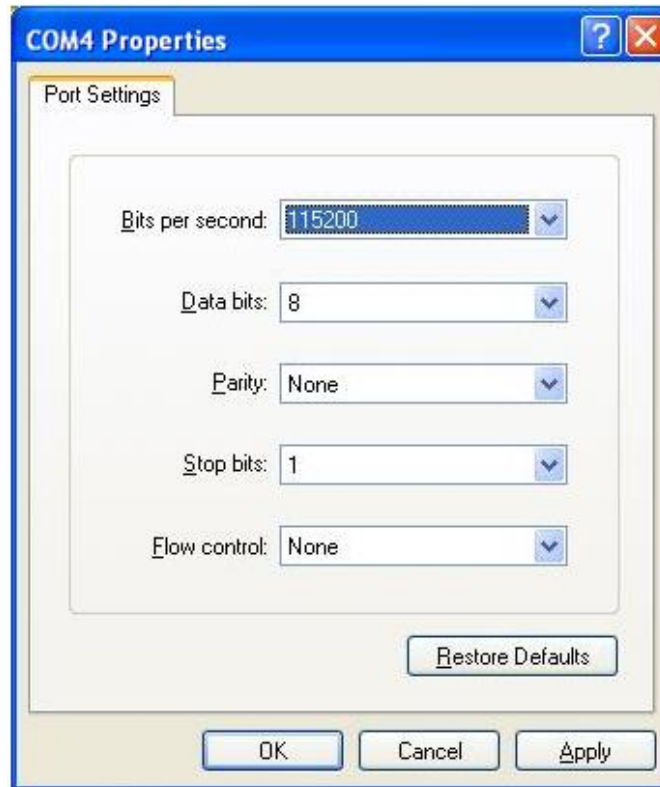 COM4 Properties
Port Settings
Bits per second: 115200
Data bits: 8
Parity: None
Stop bits: 1
Flow control: None
Restore Defaults
OK Cancel Apply